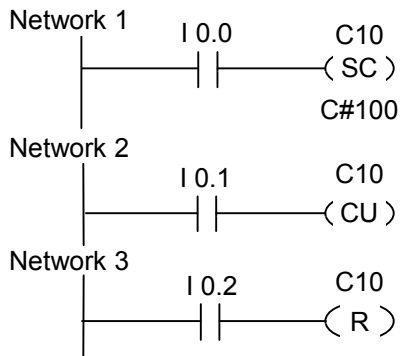 Network 1
I 0.0 C10
( SC )
C#100
Network 2
I 0.1 C10
( CU )
Network 3
I 0.2 C10
( R )